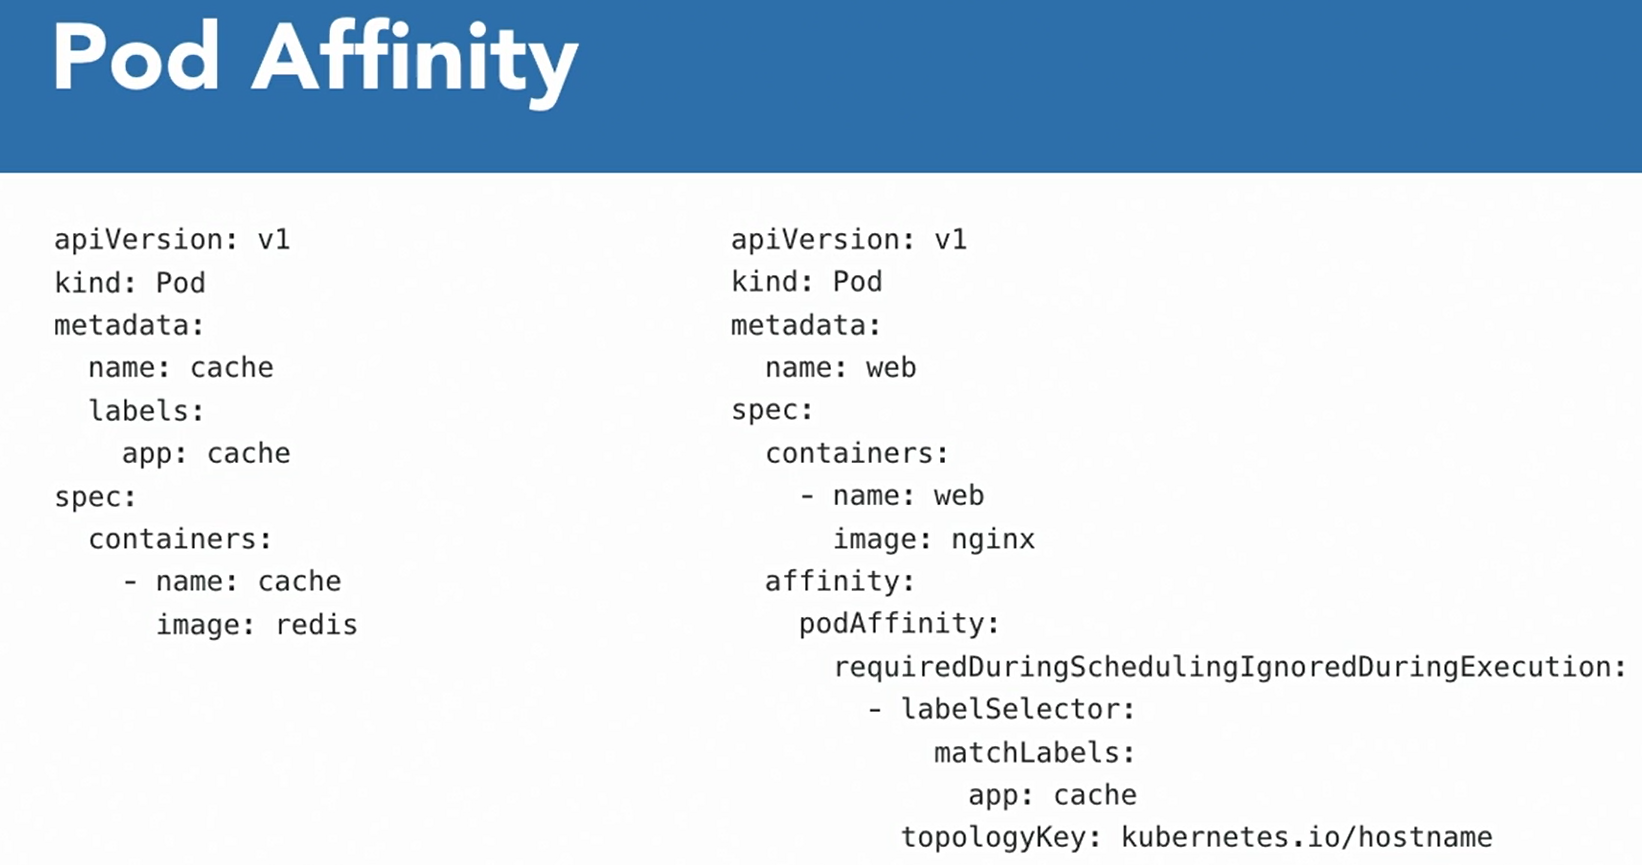 Pod Affinity
apiVersion: v1
kind: Pod
metadata:
  name: cache
  labels:
    app: cache
spec:
  containers:
    - name: cache
      image: redis
apiVersion: v1
kind: Pod
metadata:
  name: web
spec:
  containers:
    - name: web
      image: nginx
  affinity:
    podAffinity:
      requiredDuringSchedulingIgnoredDuringExecution:
        - labelSelector:
            matchLabels:
              app: cache
          topologyKey: kubernetes.io/hostname